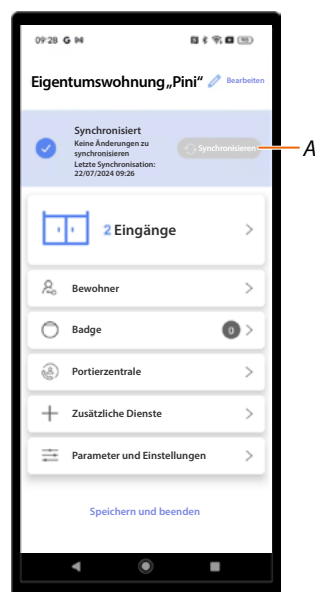 09:28 G
Eigentumswohnung „Pini“ Bearbeiten
Synchronisiert
Keine Änderungen zu
synchronisieren
Letzte Synchronisation:
22/07/2024 09:26
Synchronisieren
A
2 Eingänge
Bewohner
Badge
0
Portierzentrale
Zusätzliche Dienste
Parameter und Einstellungen
Speichern und beenden